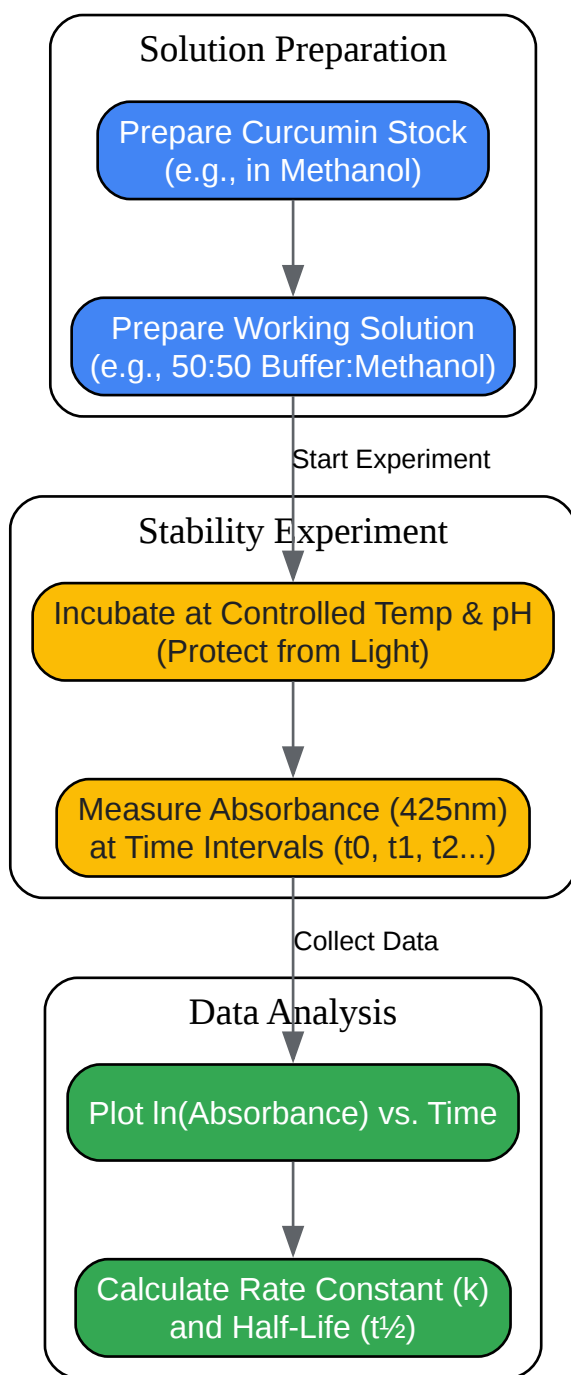 Solution Preparation
Prepare Curcumin Stock
(e.g., in Methanol)
Prepare Working Solution
(e.g., 50:50 Buffer:Methanol)
Start Experiment
Stability Experiment
Incubate at Controlled Temp & pH
(Protect from Light)
Measure Absorbance (425nm)
at Time Intervals (t0, t1, t2...)
Collect Data
Data Analysis
Plot ln(Absorbance) vs. Time
Calculate Rate Constant (k)
and Half-Life (t½)